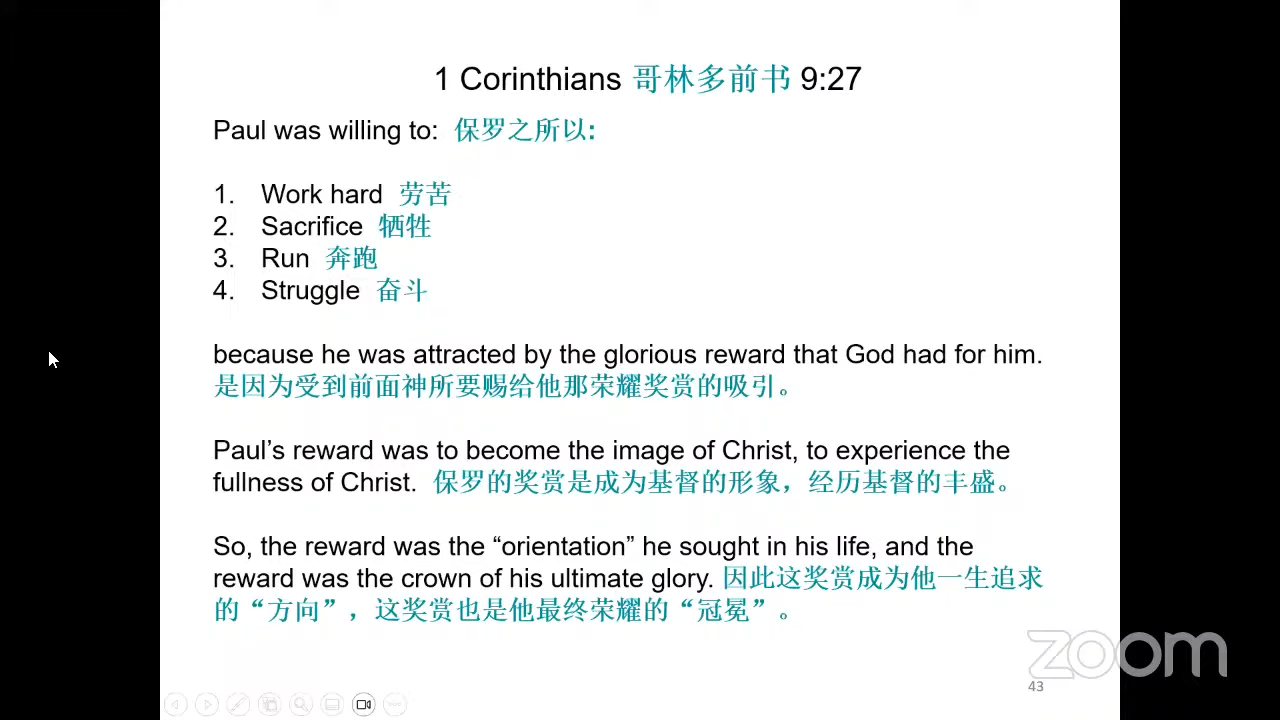 1 Corinthians 哥林多前书 9:27
Paul was willing to: 保罗之所以:
1. Work hard 劳苦
2. Sacrifice 牺牲
3. Run 奔跑
4. Struggle 奋斗
because he was attracted by the glorious reward that God had for him.
是因为受到前面神所要赐给他那荣耀奖赏的吸引。
Paul’s reward was to become the image of Christ, to experience the
fullness of Christ. 保罗的奖赏是成为基督的形象，经历基督的丰盛。
So, the reward was the “orientation” he sought in his life, and the
reward was the crown of his ultimate glory. 因此这奖赏成为他一生追求
的“方向”，这奖赏也是他最终荣耀的“冠冕”。
zoom
43